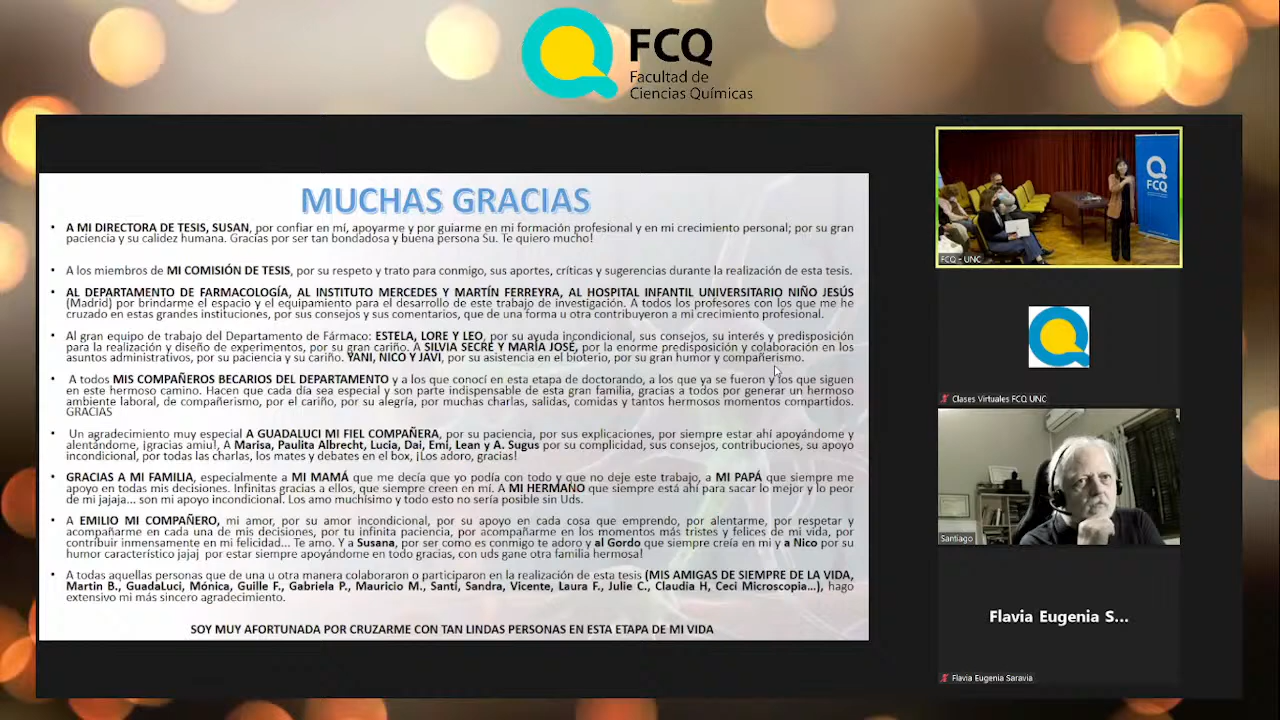 FCQ
Facultad de
Ciencias Químicas
MUCHAS GRACIAS
• A MI DIRECTORA DE TESIS, SUSAN, por confiar en mí, apoyarme y por guiarme en mi formación profesional y en mi crecimiento personal; por su gran
paciencia y su calidez humana. Gracias por ser tan bondadosa y buena persona Su. Te quiero mucho!
• A los miembros de MI COMISIÓN DE TESIS, por su respeto y trato para conmigo, sus aportes, críticas y sugerencias durante la realización de esta tesis.
• AL DEPARTAMENTO DE FARMACOLOGÍA, AL INSTITUTO MERCEDES Y MARTÍN FERREYRA, AL HOSPITAL INFANTIL UNIVERSITARIO NIÑO JESÚS
(Madrid) por brindarme el espacio y el equipamiento para el desarrollo de este trabajo de investigación. A todos los profesores con los que me he
cruzado en estas grandes instituciones, por sus consejos y sus comentarios, que de una forma u otra contribuyeron a mi crecimiento profesional.
• Al gran equipo de trabajo del Departamento de Fármaco: ESTELA, LORE Y LEO, por su ayuda incondicional, sus consejos, su interés y predisposición
para la realización y diseño de experimentos, por su gran cariño. A SILVIA SECRE Y MARÍA JOSÉ, por la enorme predisposición y colaboración en los
asuntos administrativos, por su paciencia y su cariño. YANI, NICO Y JAVI, por su asistencia en el bioterio, por su gran humor y compañerismo.
• A todos MIS COMPAÑEROS BECARIOS DEL DEPARTAMENTO y a los que conocí en esta etapa de doctorando, a los que ya se fueron y los que siguen
en este hermoso camino. Hacen que cada día sea especial y son parte indispensable de esta gran familia, gracias a todos por generar un hermoso
ambiente laboral, de compañerismo, por el cariño, por su alegría, por muchas charlas, salidas, comidas y tantos hermosos momentos compartidos.
GRACIAS
• Un agradecimiento muy especial A GUADALUCI MI FIEL COMPAÑERA, por su paciencia, por sus explicaciones, por siempre estar ahí apoyándome y
alentándome, ¡gracias amiu!, A Marisa, Paulita Albrecht, Lucia, Dai, Emi, Lean y A. Sugus por su complicidad, sus consejos, contribuciones, su apoyo
incondicional, por todas las charlas, los mates y debates en el box, ¡Los adoro, gracias!
• GRACIAS A MI FAMILIA, especialmente a MI MAMÁ que me decía que yo podía con todo y que no deje este trabajo, a MI PAPÁ que siempre me
apoyo en todas mis decisiones. Infinitas gracias a ellos, que siempre creen en mí. A MI HERMANO que siempre está ahí para sacar lo mejor y lo peor
de mi jajaja... son mi apoyo incondicional. Los amo muchísimo y todo esto no sería posible sin Uds.
• A EMILIO MI COMPAÑERO, mi amor, por su amor incondicional, por su apoyo en cada cosa que emprendo, por alentarme, por respetar y
acompañarme en cada una de mis decisiones, por tu infinita paciencia, por acompañarme en los momentos más tristes y felices de mi vida, por
contribuir inmensamente en mi felicidad... Te amo. Y a Susana, por ser como es conmigo te adoro y al Gordo que siempre creía en mi y a Nico por su
humor característico jajaj por estar siempre apoyándome en todo gracias, con uds gane otra familia hermosa!
• A todas aquellas personas que de una u otra manera colaboraron o participaron en la realización de esta tesis (MIS AMIGAS DE SIEMPRE DE LA VIDA,
Martin B., GuadaLuci, Mónica, Guille F., Gabriela P., Mauricio M., Santi, Sandra, Vicente, Laura F., Julie C., Claudia H, Ceci Microscopia...), hago
extensivo mi más sincero agradecimiento.
SOY MUY AFORTUNADA POR CRUZARME CON TAN LINDAS PERSONAS EN ESTA ETAPA DE MI VIDA
FCQ
FCQ - UNC
Clases Virtuales FCQ UNC
Santiago
Flavia Eugenia S...
Flavia Eugenia Saravia